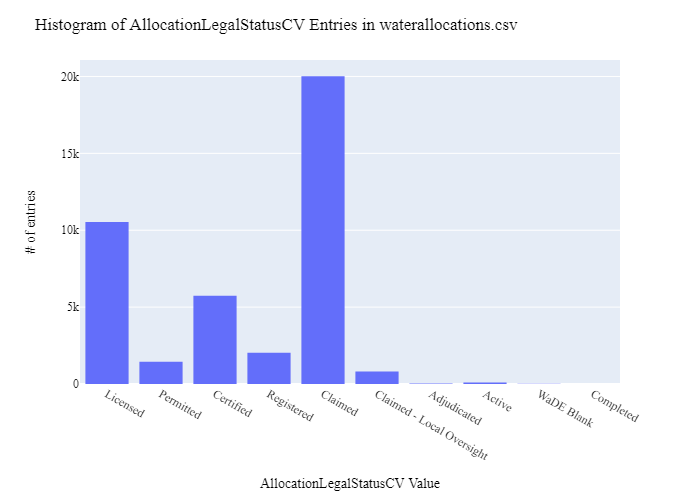 Histogram of AllocationLegalStatusCV Entries in waterallocations.csv
20k
15k
10k
5k
0
# of entries
Licensed
Permitted
Certified
Registered
Claimed
Claimed - Local Oversight
Adjudicated
Active
WaDE Blank
Completed
AllocationLegalStatusCV Value